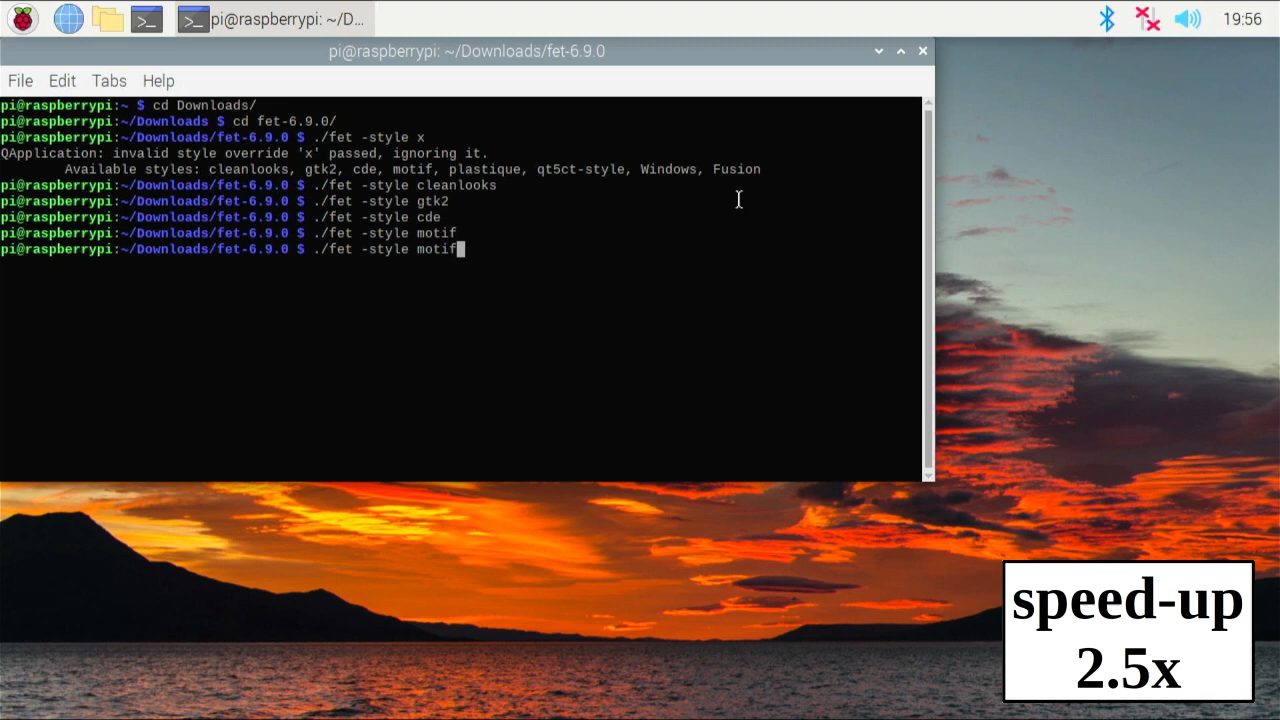 pi@raspberrypi: ~/D...
19:56
pi@raspberrypi: ~/Downloads/fet-6.9.0
File Edit Tabs Help
pi@raspberrypi:~ $ cd Downloads/
pi@raspberrypi:~/Downloads $ cd fet-6.9.0/
pi@raspberrypi:~/Downloads/fet-6.9.0 $ ./fet -style x
QApplication: invalid style override 'x' passed, ignoring it.
Available styles: cleanlooks, gtk2, cde, motif, plastique, qt5ct-style, Windows, Fusion
pi@raspberrypi:~/Downloads/fet-6.9.0 $ ./fet -style cleanlooks
pi@raspberrypi:~/Downloads/fet-6.9.0 $ ./fet -style gtk2
pi@raspberrypi:~/Downloads/fet-6.9.0 $ ./fet -style cde
pi@raspberrypi:~/Downloads/fet-6.9.0 $ ./fet -style motif
pi@raspberrypi:~/Downloads/fet-6.9.0 $ ./fet -style motif
speed-up
2.5x